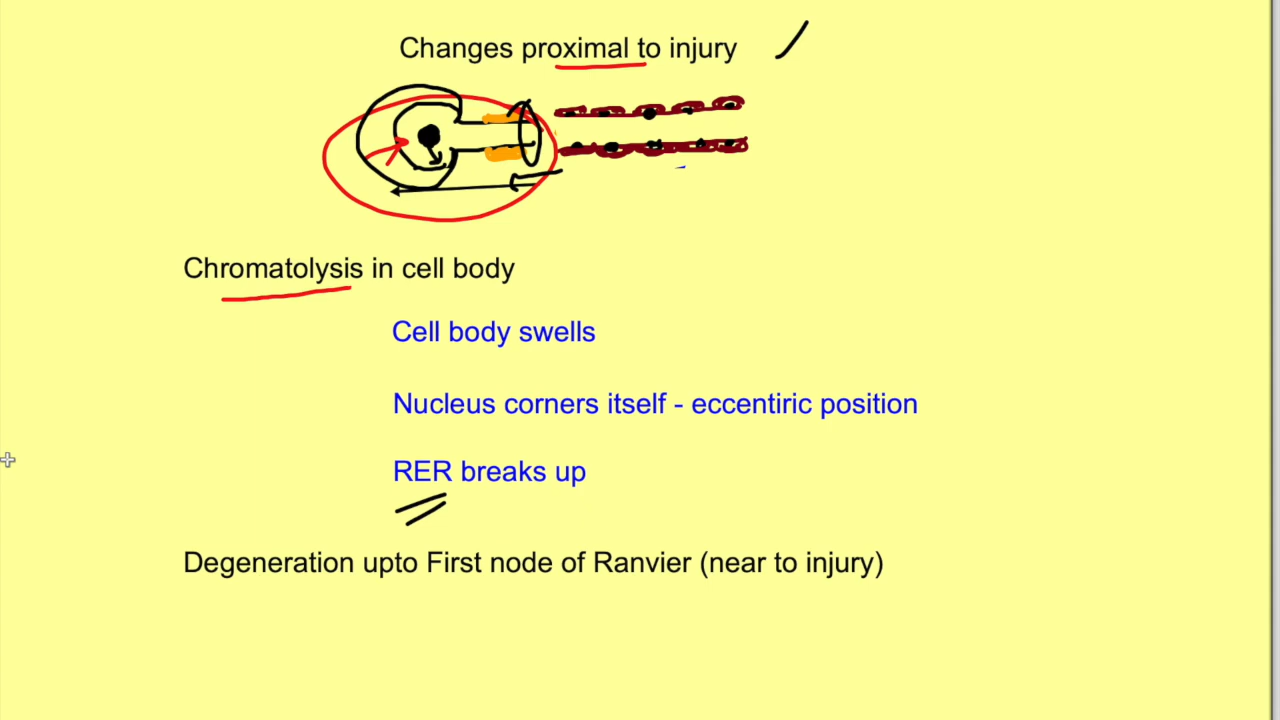 Changes proximal to injury
Chromatolysis in cell body
Cell body swells
Nucleus corners itself - eccentiric position
RER breaks up
Degeneration upto First node of Ranvier (near to injury)